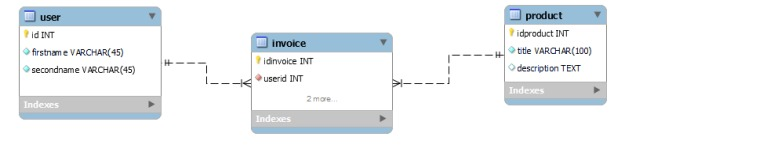 user
id INT
firstname VARCHAR(45)
secondname VARCHAR(45)
Indexes
invoice
idinvoice INT
userid INT
2 more...
Indexes
product
idproduct INT
title VARCHAR(100)
description TEXT
Indexes